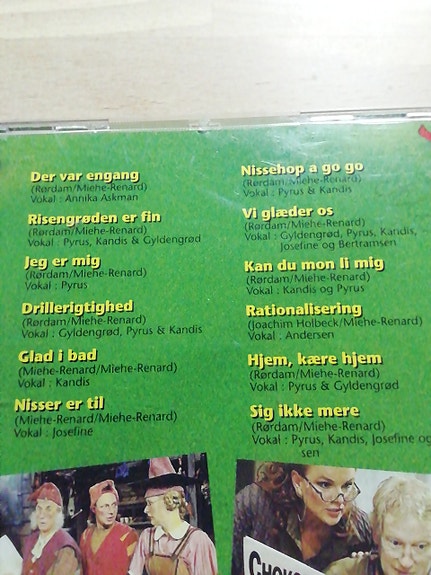 Der var engang
(Rørdam/Miehe-Renard)
Vokal : Annika Askman
Risengrøden er fin
(Rørdam/Miehe-Renard)
Vokal : Pyrus, Kandis & Gyldengrød
Jeg er mig
(Rørdam/Miehe-Renard)
Vokal : Pyrus
Drillerigtighed
(Rørdam/Miehe-Renard)
Vokal : Gyldengrød, Pyrus & Kandis
Glad i bad
(Miehe-Renard/Miehe-Renard)
Vokal : Kandis
Nisser er til
(Miehe-Renard/Miehe-Renard)
Vokal : Josefine
Nissehop a go go
(Rørdam/Miehe-Renard)
Vokal : Pyrus & Kandis
Vi glæder os
(Rørdam/Miehe-Renard)
Vokal : Gyldengrød, Pyrus, Kandis,
Josefine og Bertramsen
Kan du mon li mig
(Rørdam/Miehe-Renard)
Vokal : Kandis og Pyrus
Rationalisering
(Joachim Holbeck/Miehe-Renard)
Vokal : Andersen
Hjem, kære hjem
(Rørdam/Miehe-Renard)
Vokal : Pyrus & Gyldengrød
Sig ikke mere
(Rørdam/Miehe-Renard)
Vokal : Pyrus, Kandis, Josefine og
sen